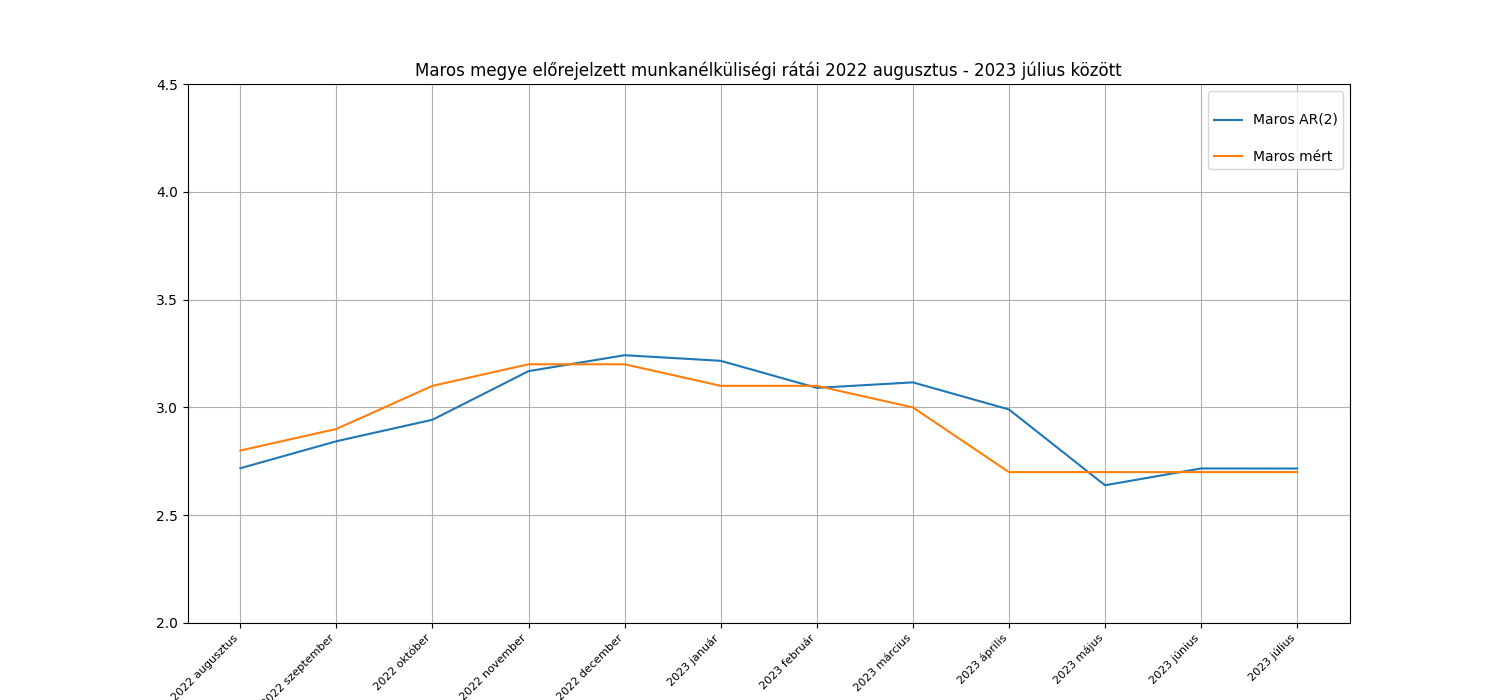 Maros megye előrejelzett munkanélküliségi rátái 2022 augusztus - 2023 július között
4.5
4.0
3.5
3.0
2.5
2.0
Maros AR(2)
Maros mért
2022 augusztus
2022 szeptember
2022 október
2022 november
2022 december
2023 január
2023 február
2023 március
2023 április
2023 május
2023 június
2023 július